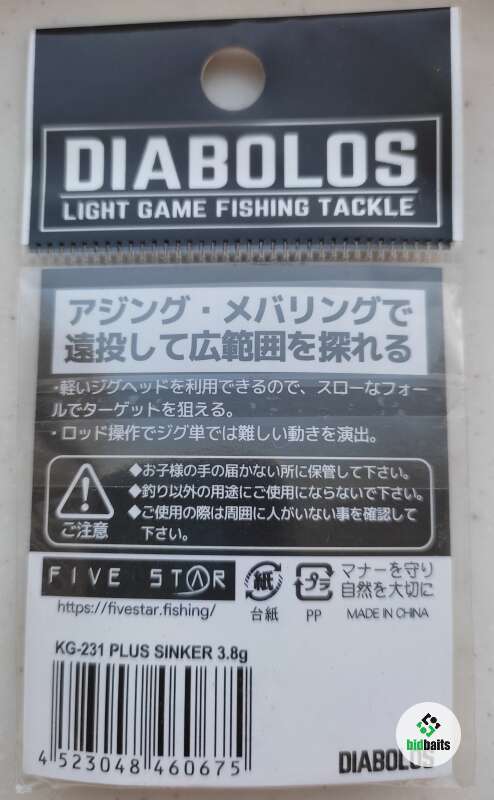 DIABOLOS
LIGHT GAME FISHING TACKLE
アジング・メバリングで
遠投して広範囲を探れる
・軽いジグヘッドを利用できるので、スローなフォー
ルでターゲットを狙える。
・ロッド操作でジグ単では難しい動きを演出。
◆お子様の手の届かない所に保管して下さい。
◆釣り以外の用途にご使用にならないで下さい。
◆ご使用の際は周囲に人がいない事を確認して
下さい。
ご注意
FIVE STAR
https://fivestar.fishing/
紙
台紙
プラ
PP
マナーを守り
自然を大切に
MADE IN CHINA
KG-231 PLUS SINKER 3.8g
4 523048 460675
DIABOLOS
bidbaits